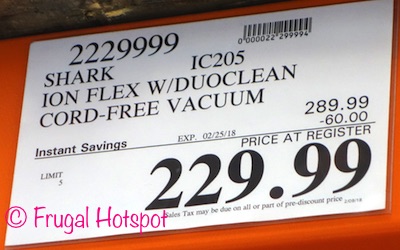 0000022299994
2229999
SHARK IC205
ION FLEX W/DUOCLEAN
CORD-FREE VACUUM
289.99
-60.00
Instant Savings EXP. 02/25/18
PRICE AT REGISTER
LIMIT
5
229.99
Sales Tax may be due on all or part of pre-discount price
© Frugal Hotspot